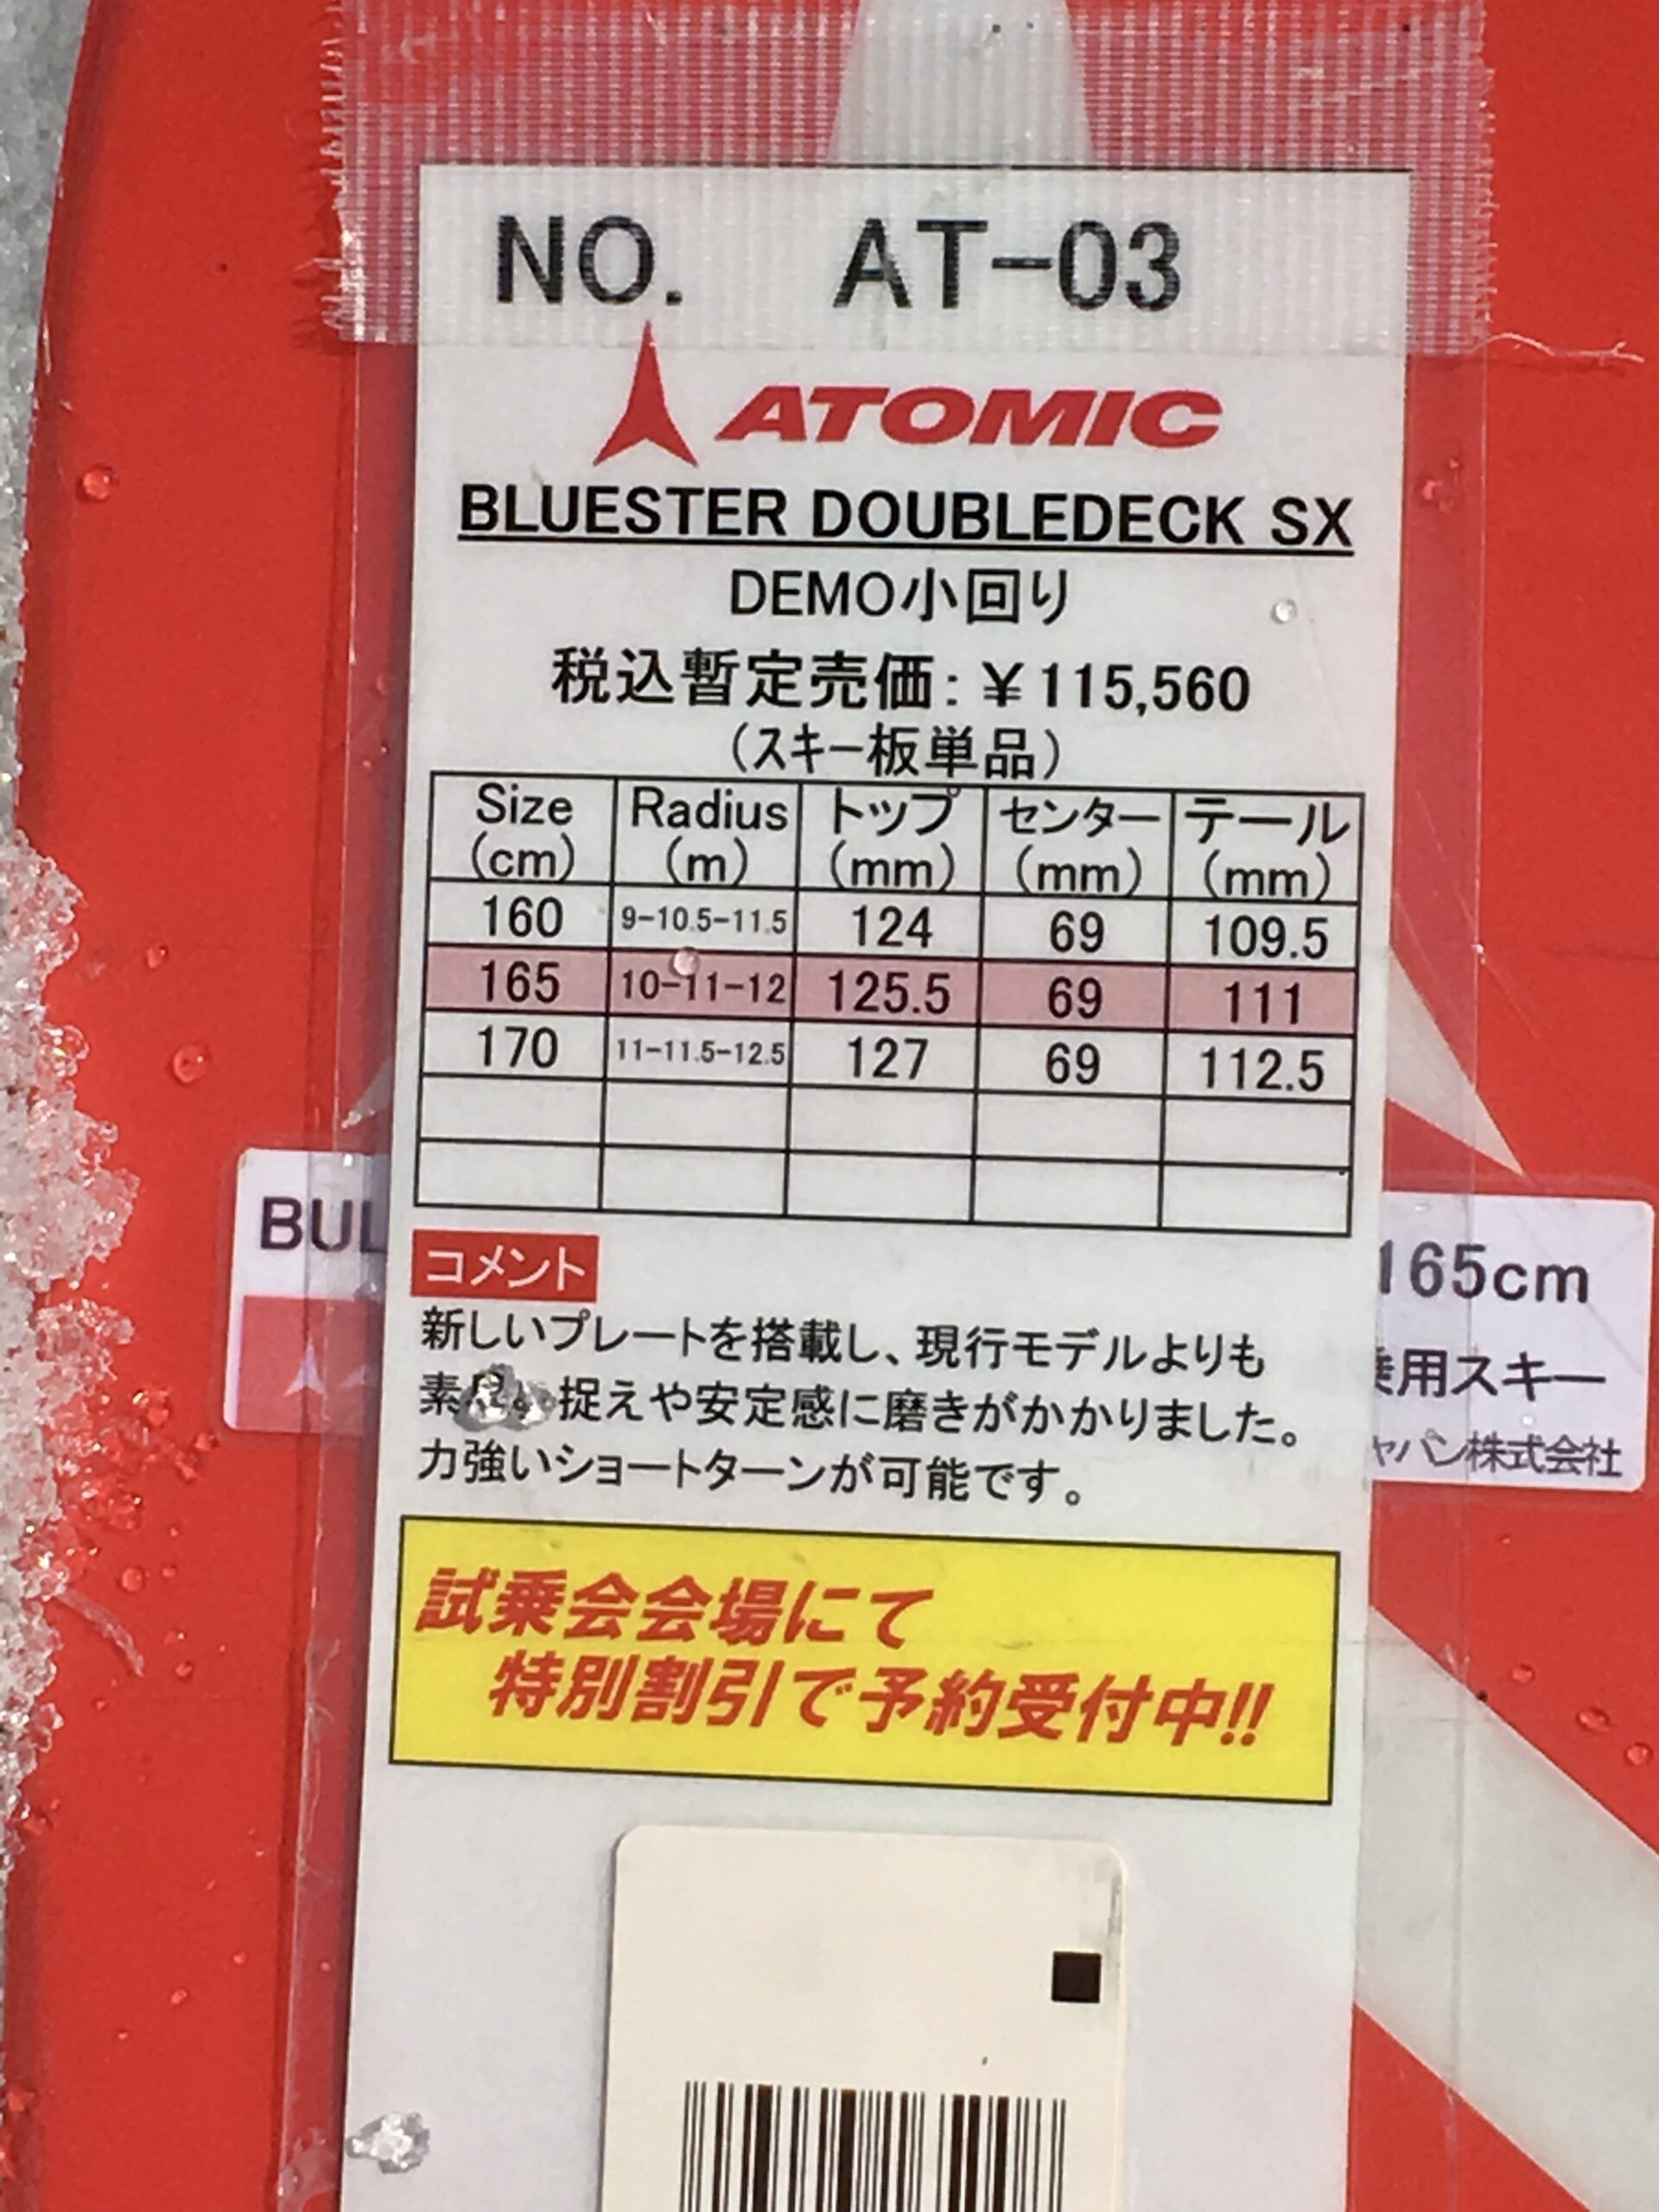 NO. AT-03
ATOMIC
BLUESTER DOUBLEDECK SX
DEMO小回り
税込暫定売価:¥115,560
(スキー板単品)
Size (cm) Radius (m) トップ (mm) センター (mm) テール (mm)
160 9-10.5-11.5 124 69 109.5
165 10-11-12 125.5 69 111
170 11-11.5-12.5 127 69 112.5
BUL
165cm
乗用スキー
ャパン株式会社
コメント
新しいプレートを搭載し、現行モデルよりも
素 捉えや安定感に磨きがかかりました。
力強いショートターンが可能です。
試乗会会場にて
特別割引で予約受付中!!